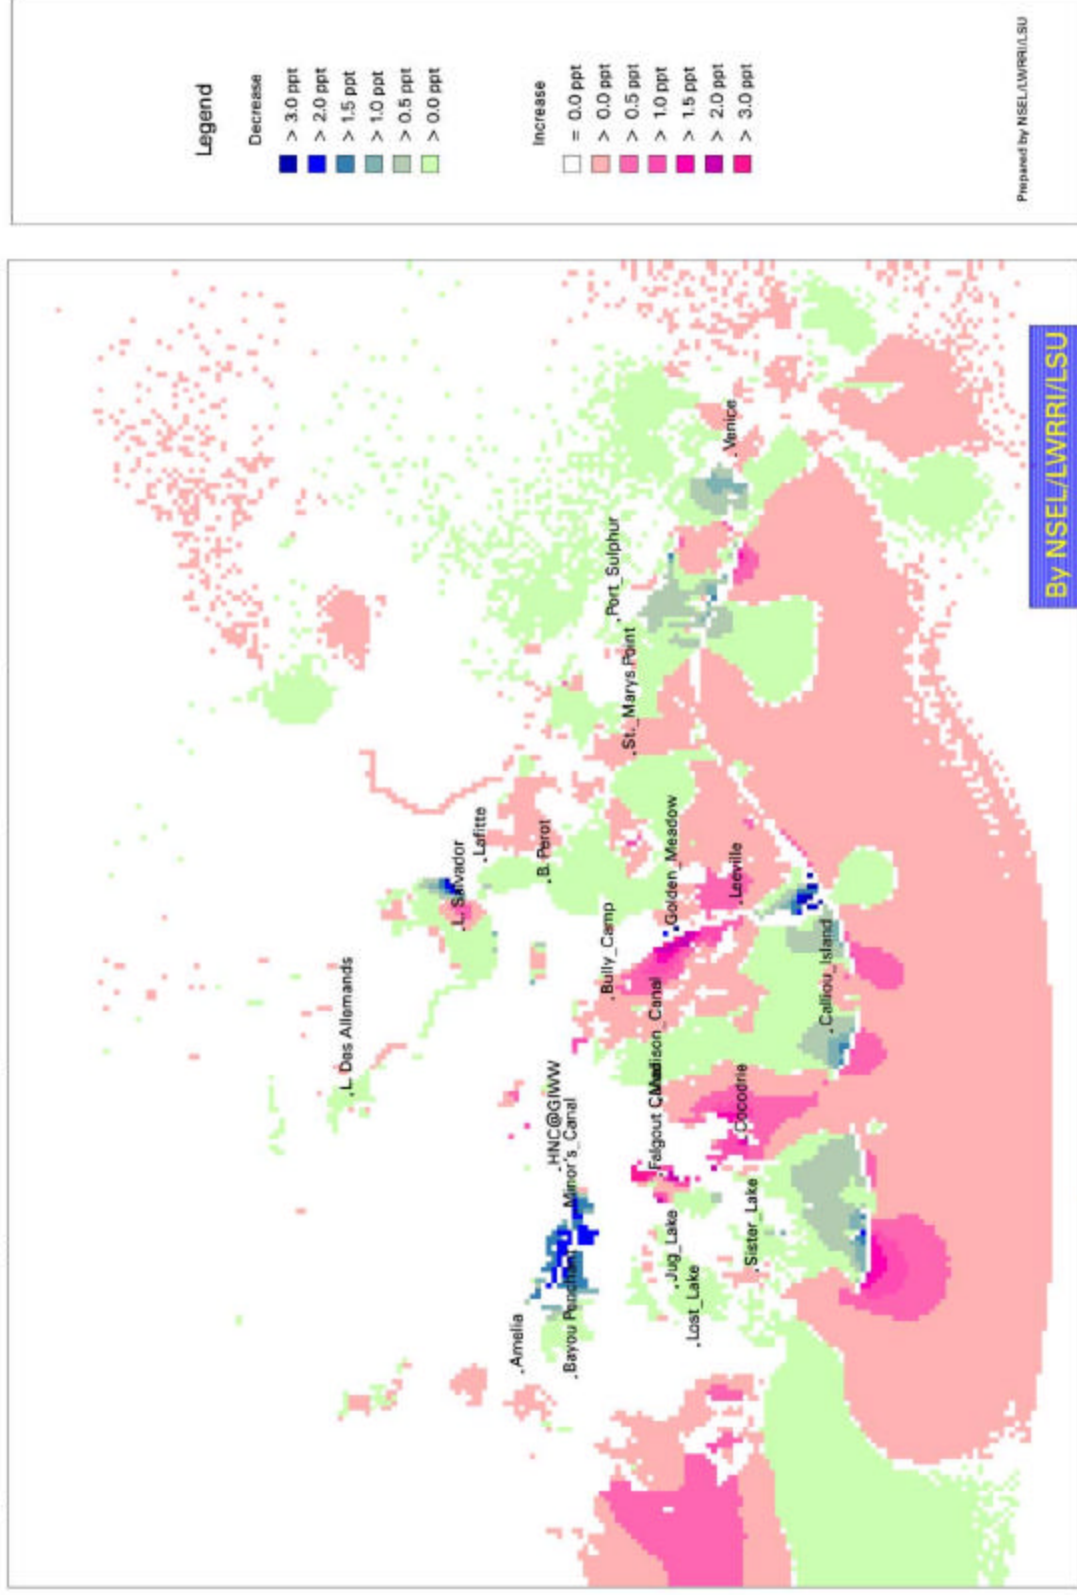 Legend
Decrease
> 3.0 ppt
> 2.0 ppt
> 1.5 ppt
> 1.0 ppt
> 0.5 ppt
> 0.0 ppt
Increase
= 0.0 ppt
> 0.0 ppt
> 0.5 ppt
> 1.0 ppt
> 1.5 ppt
> 2.0 ppt
> 3.0 ppt
Prepared by NSEL/LWRRI/LSU
L. Des Allemands
L. Salvador
Lafitte
Amelia
HNC@GIWW
B. Perot
Bayou Penchant
Minor's_Canal
Bully_Camp
Port_Sulphur
St._Marys Point
Falgout Canal
Madison_Canal
Jug_Lake
Golden_Meadow
Lost_Lake
Venice
Leeville
Cocodrie
Sister_Lake
Calliou_Island
By NSEL/LWRRI/LSU